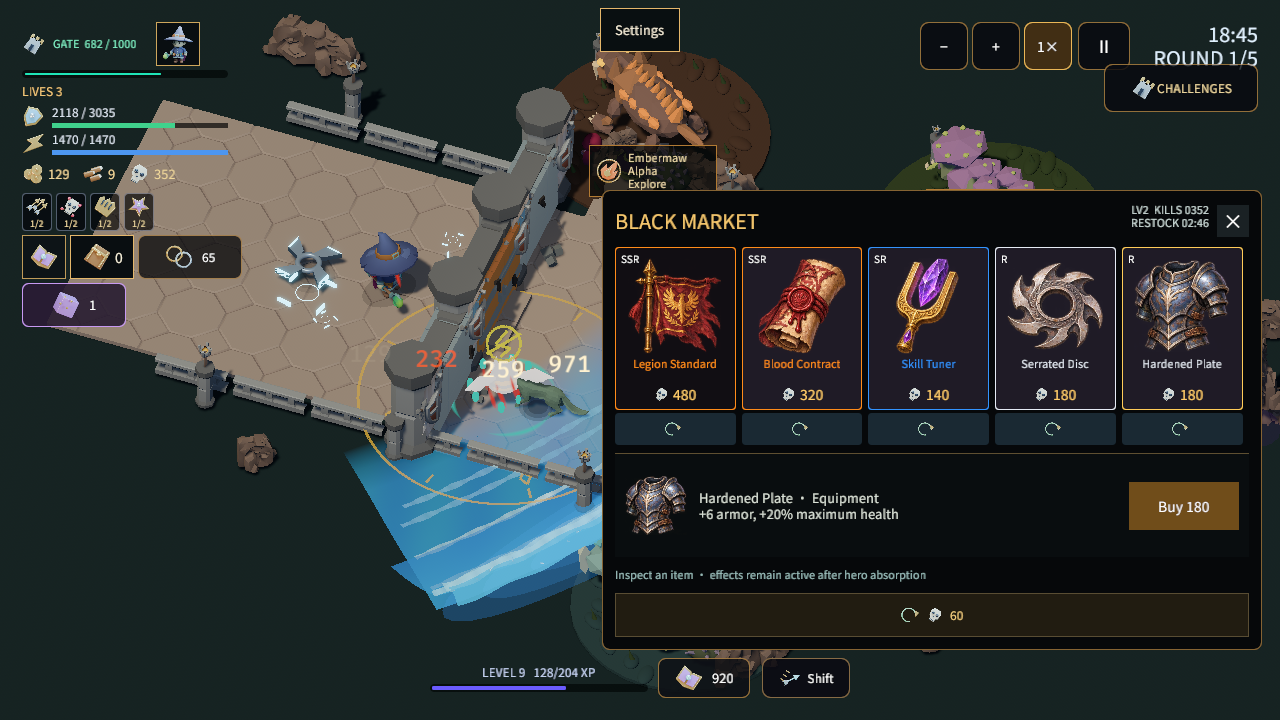 GATE 682 / 1000
Settings
−
+
1×
18:45
ROUND 1/5
CHALLENGES
LIVES 3
2118 / 3035
1470 / 1470
129
9
352
1/2
1/2
1/2
1/2
0
65
1
Embermaw
Alpha
Explore
232
259
971
BLACK MARKET
LV2 KILLS 0352
RESTOCK 02:46
SSR
SSR
SR
R
R
Legion Standard
Blood Contract
Skill Tuner
Serrated Disc
Hardened Plate
480
320
140
180
180
Hardened Plate • Equipment
+6 armor, +20% maximum health
Buy 180
Inspect an item • effects remain active after hero absorption
60
LEVEL 9 128/204 XP
920
Shift